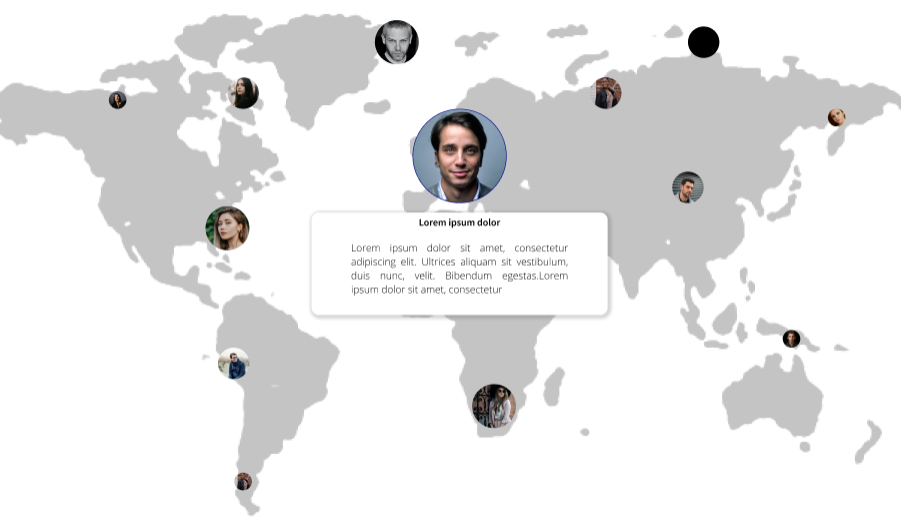 Lorem ipsum dolor
Lorem ipsum dolor sit amet, consectetur
adipiscing elit. Ultrices aliquam sit vestibulum,
duis nunc, velit. Bibendum egestas.Lorem
ipsum dolor sit amet, consectetur